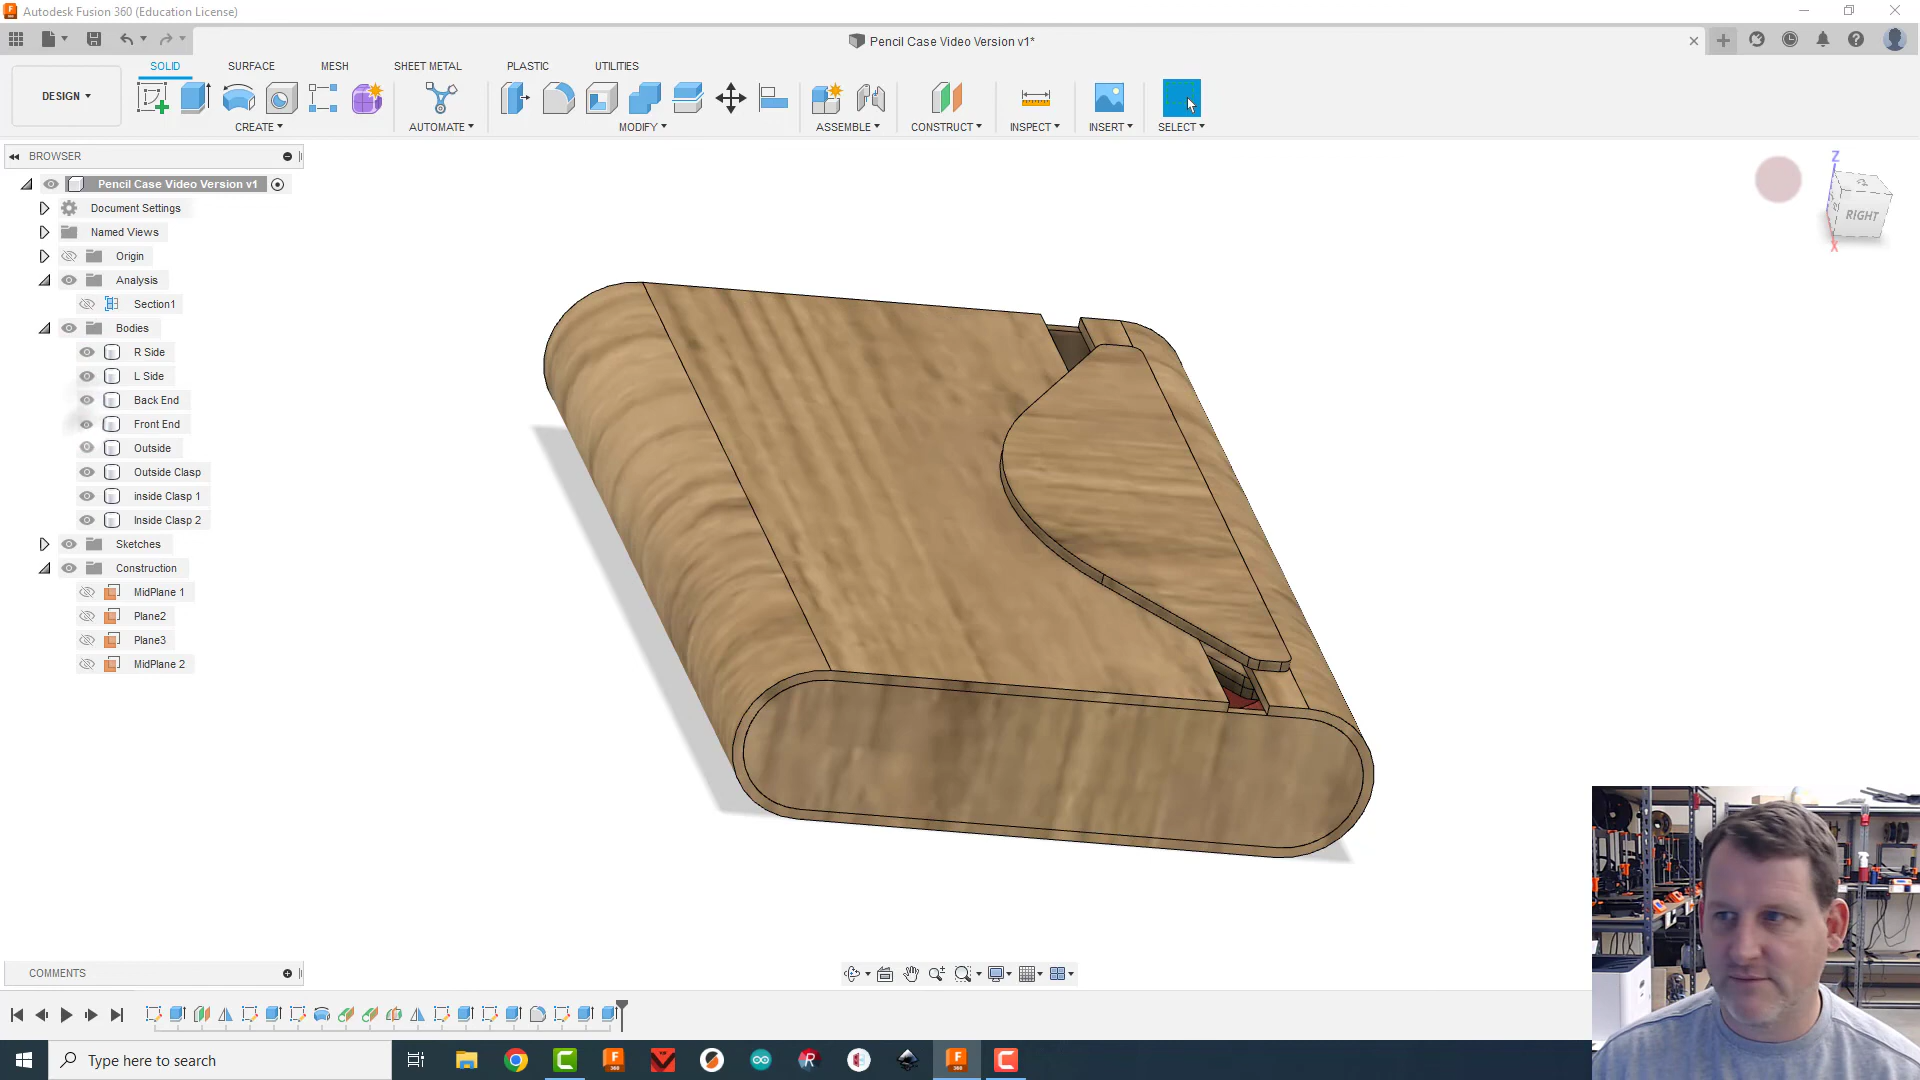 Autodesk Fusion 360 (Education License)
Pencil Case Video Version v1*
DESIGN
SOLID
SURFACE
MESH
SHEET METAL
PLASTIC
UTILITIES
CREATE
AUTOMATE
MODIFY
ASSEMBLE
CONSTRUCT
INSPECT
INSERT
SELECT
BROWSER
Pencil Case Video Version v1
Document Settings
Named Views
Origin
Analysis
Section1
Bodies
R Side
L Side
Back End
Front End
Outside
Outside Clasp
inside Clasp 1
Inside Clasp 2
Sketches
Construction
MidPlane 1
Plane2
Plane3
MidPlane 2
Z
RIGHT
X
COMMENTS
Type here to search